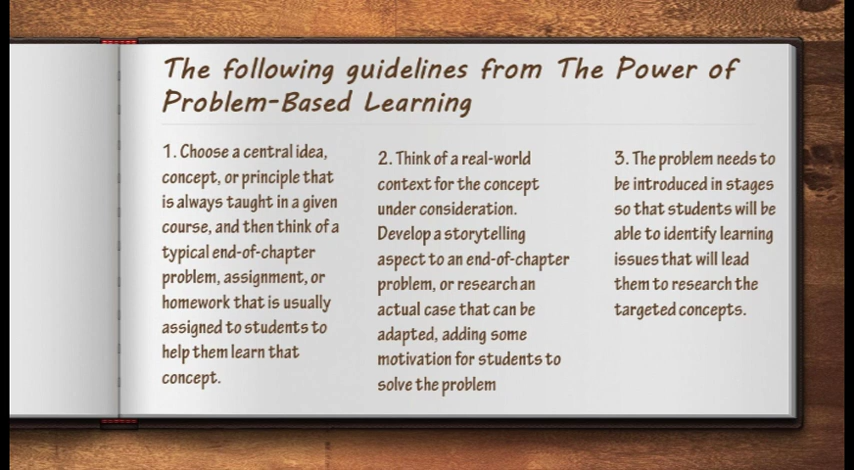 The following guidelines from The Power of
Problem-Based Learning
1. Choose a central idea,
concept, or principle that
is always taught in a given
course, and then think of a
typical end-of-chapter
problem, assignment, or
homework that is usually
assigned to students to
help them learn that
concept.
2. Think of a real-world
context for the concept
under consideration.
Develop a storytelling
aspect to an end-of-chapter
problem, or research an
actual case that can be
adapted, adding some
motivation for students to
solve the problem
3. The problem needs to
be introduced in stages
so that students will be
able to identify learning
issues that will lead
them to research the
targeted concepts.